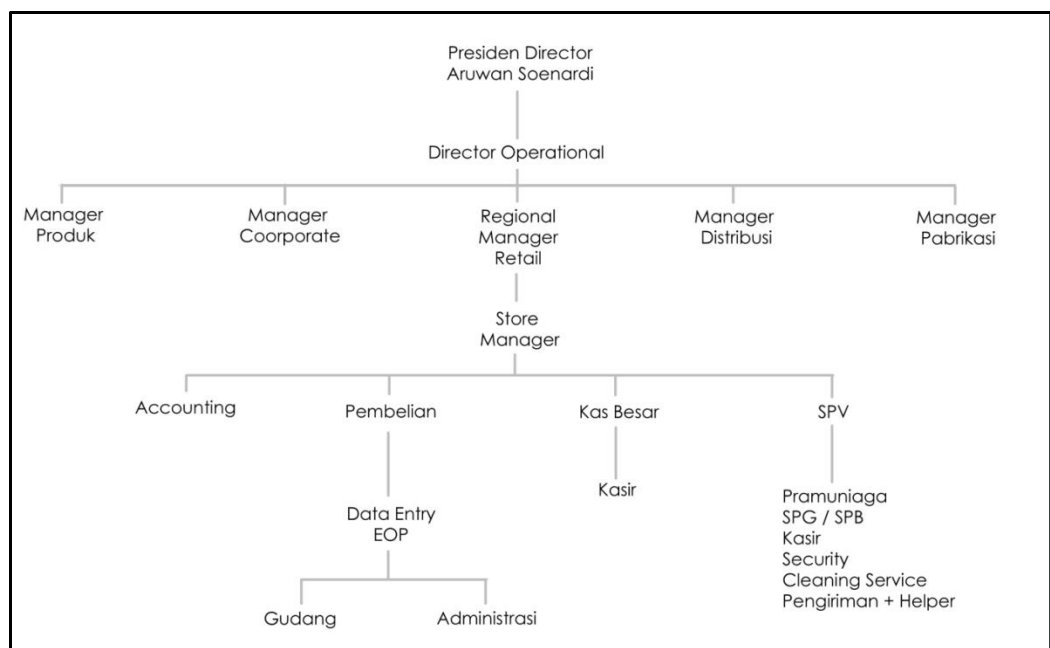 Presiden Director
Aruwan Soenardi
Director Operational
Manager
Produk
Manager
Coorporate
Regional
Manager
Retail
Manager
Distribusi
Manager
Pabrikasi
Store
Manager
Accounting
Pembelian
Kas Besar
SPV
Kasir
Data Entry
EOP
Pramuniaga
SPG / SPB
Kasir
Security
Cleaning Service
Pengiriman + Helper
Gudang
Administrasi